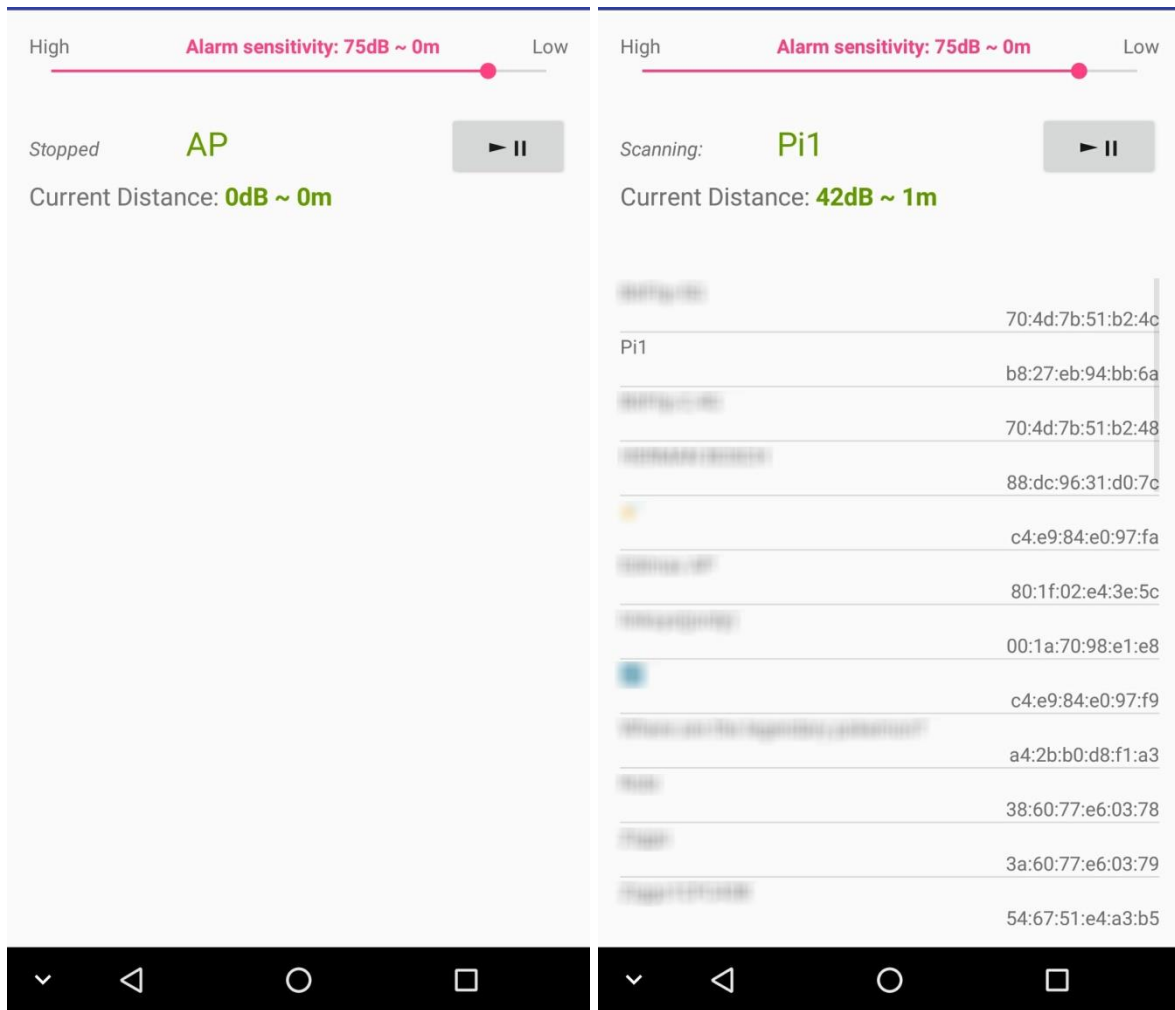 High Alarm sensitivity: 75dB ~ 0m Low
Stopped AP
Current Distance: 0dB ~ 0m
High Alarm sensitivity: 75dB ~ 0m Low
Scanning: Pi1
Current Distance: 42dB ~ 1m
70:4d:7b:51:b2:4c
Pi1
b8:27:eb:94:bb:6a
70:4d:7b:51:b2:48
88:dc:96:31:d0:7c
c4:e9:84:e0:97:fa
80:1f:02:e4:3e:5c
00:1a:70:98:e1:e8
c4:e9:84:e0:97:f9
a4:2b:b0:d8:f1:a3
38:60:77:e6:03:78
3a:60:77:e6:03:79
54:67:51:e4:a3:b5